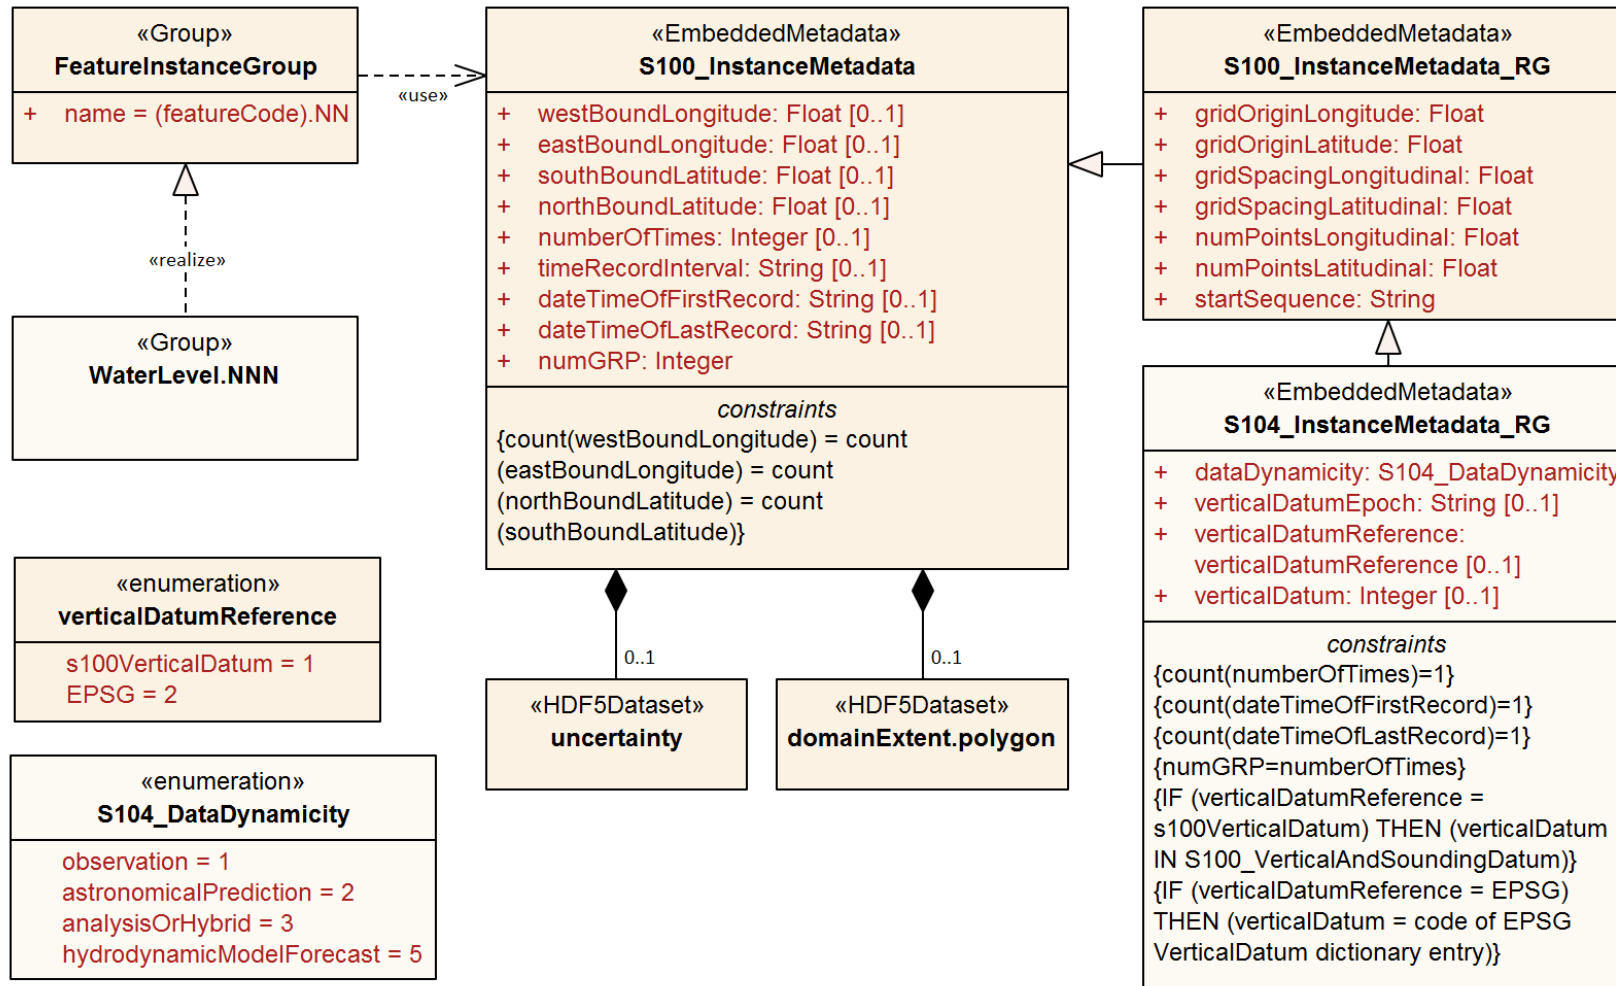 «Group»
FeatureInstanceGroup
+ name = (featureCode).NN
«use»
«realize»
«Group»
WaterLevel.NNN
«EmbeddedMetadata»
S100_InstanceMetadata
+ westBoundLongitude: Float [0..1]
+ eastBoundLongitude: Float [0..1]
+ southBoundLatitude: Float [0..1]
+ northBoundLatitude: Float [0..1]
+ numberOfTimes: Integer [0..1]
+ timeRecordInterval: String [0..1]
+ dateTimeOfFirstRecord: String [0..1]
+ dateTimeOfLastRecord: String [0..1]
+ numGRP: Integer
constraints
{count(westBoundLongitude) = count
(eastBoundLongitude) = count
(northBoundLatitude) = count
(southBoundLatitude)}
0..1
0..1
«HDF5Dataset»
uncertainty
«HDF5Dataset»
domainExtent.polygon
«EmbeddedMetadata»
S100_InstanceMetadata_RG
+ gridOriginLongitude: Float
+ gridOriginLatitude: Float
+ gridSpacingLongitudinal: Float
+ gridSpacingLatitudinal: Float
+ numPointsLongitudinal: Float
+ numPointsLatitudinal: Float
+ startSequence: String
«EmbeddedMetadata»
S104_InstanceMetadata_RG
+ dataDynamicity: S104_DataDynamicity
+ verticalDatumEpoch: String [0..1]
+ verticalDatumReference:
verticalDatumReference [0..1]
+ verticalDatum: Integer [0..1]
constraints
{count(numberOfTimes)=1}
{count(dateTimeOfFirstRecord)=1}
{count(dateTimeOfLastRecord)=1}
{numGRP=numberOfTimes}
{IF (verticalDatumReference =
s100VerticalDatum) THEN (verticalDatum
IN S100_VerticalAndSoundingDatum)}
{IF (verticalDatumReference = EPSG)
THEN (verticalDatum = code of EPSG
VerticalDatum dictionary entry)}
«enumeration»
verticalDatumReference
s100VerticalDatum = 1
EPSG = 2
«enumeration»
S104_DataDynamicity
observation = 1
astronomicalPrediction = 2
analysisOrHybrid = 3
hydrodynamicModelForecast = 5